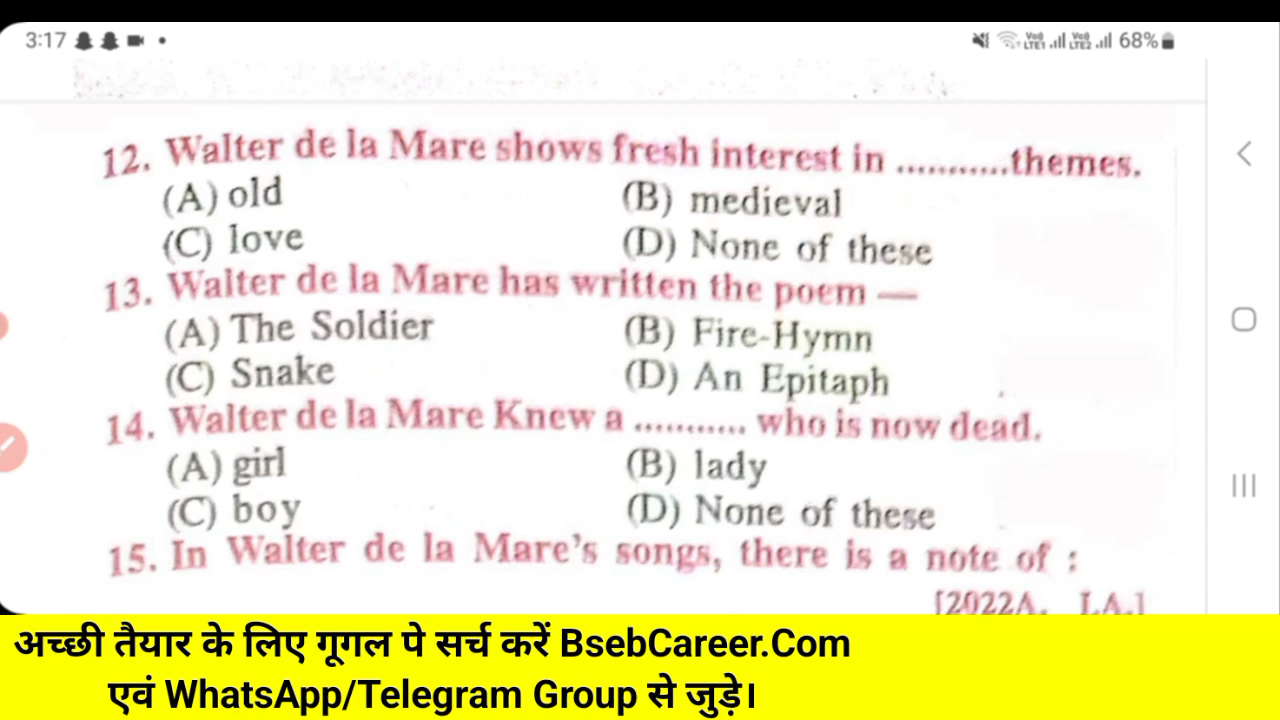 3:17
68%
12. Walter de la Mare shows fresh interest in ...........themes.
(A) old (B) medieval
(C) love (D) None of these
13. Walter de la Mare has written the poem —
(A) The Soldier (B) Fire-Hymn
(C) Snake (D) An Epitaph
14. Walter de la Mare Knew a ........... who is now dead.
(A) girl (B) lady
(C) boy (D) None of these
15. In Walter de la Mare's songs, there is a note of :
[2022A, I.A.]
अच्छी तैयार के लिए गूगल पे सर्च करें BsebCareer.Com
एवं WhatsApp/Telegram Group से जुड़े।